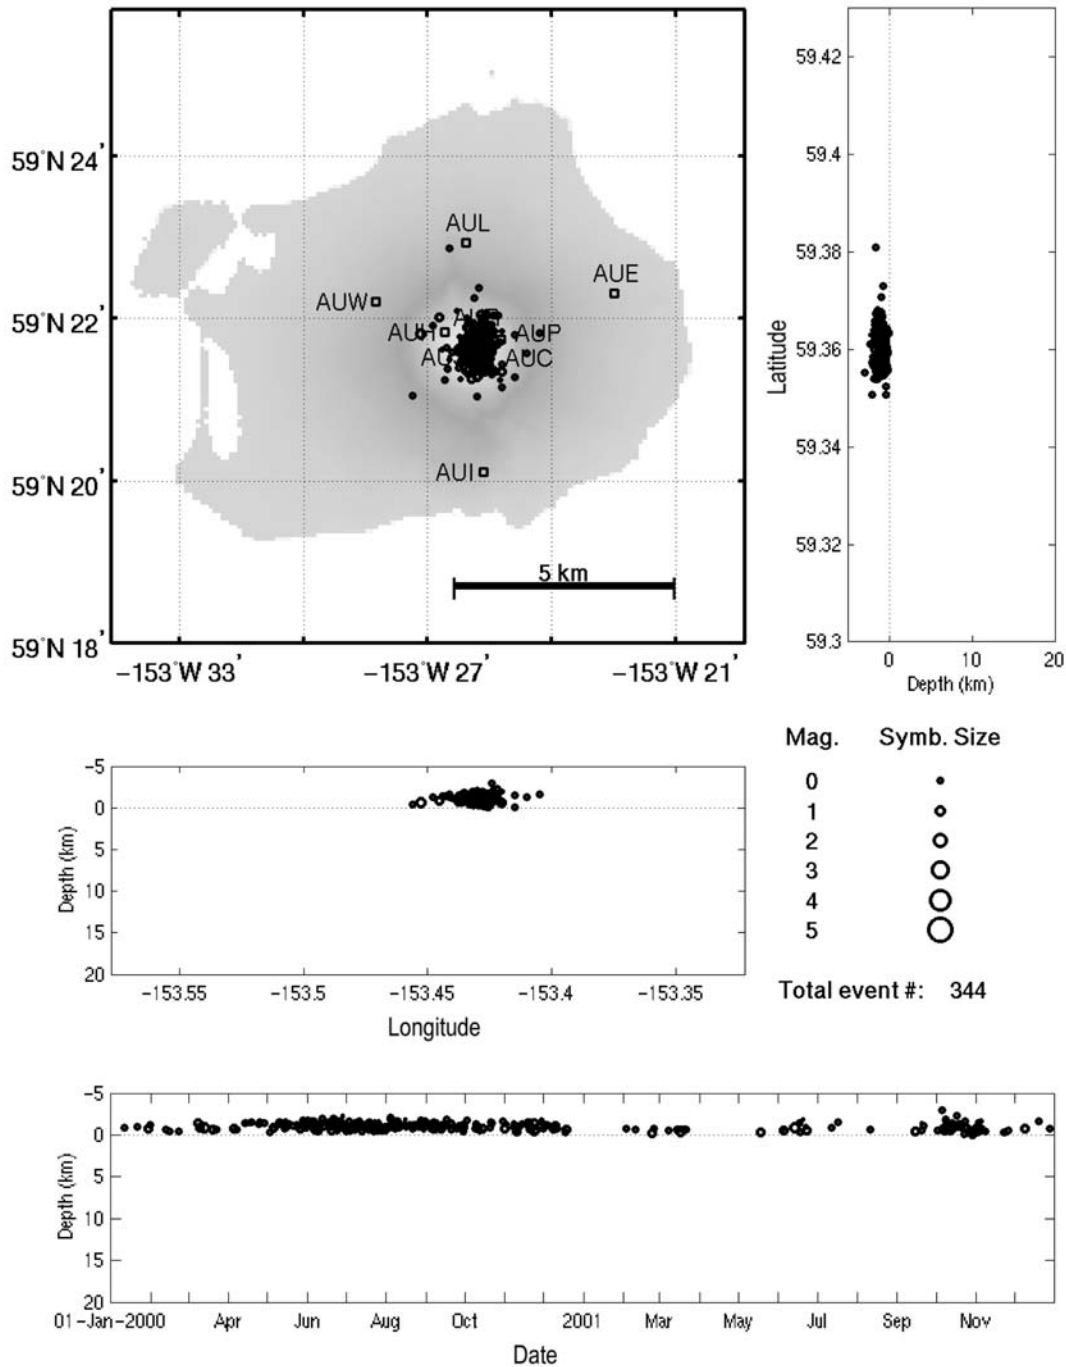 59°N 24'
59°N 22'
59°N 20'
59°N 18'
-153°W 33'
-153°W 27'
-153°W 21'
AUL
AUE
AUW
AUP
AUC
AUI
5 km
59.42
59.4
59.38
59.36
59.34
59.32
59.3
Latitude
0
10
20
Depth (km)
-5
0
5
10
15
20
Depth (km)
-153.55
-153.5
-153.45
-153.4
-153.35
Longitude
Mag. Symb. Size
0
1
2
3
4
5
Total event #: 344
-5
0
5
10
15
20
Depth (km)
01-Jan-2000
Apr
Jun
Aug
Oct
2001
Mar
May
Jul
Sep
Nov
Date